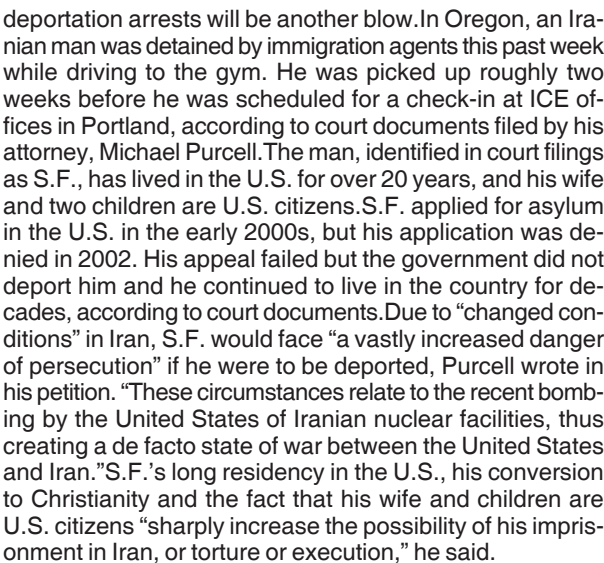 deportation arrests will be another blow.In Oregon, an Ira-
nian man was detained by immigration agents this past week
while driving to the gym. He was picked up roughly two
weeks before he was scheduled for a check-in at ICE of-
fices in Portland, according to court documents filed by his
attorney, Michael Purcell.The man, identified in court filings
as S.F., has lived in the U.S. for over 20 years, and his wife
and two children are U.S. citizens.S.F. applied for asylum
in the U.S. in the early 2000s, but his application was de-
nied in 2002. His appeal failed but the government did not
deport him and he continued to live in the country for de-
cades, according to court documents.Due to “changed con-
ditions” in Iran, S.F. would face “a vastly increased danger
of persecution” if he were to be deported, Purcell wrote in
his petition. “These circumstances relate to the recent bomb-
ing by the United States of Iranian nuclear facilities, thus
creating a de facto state of war between the United States
and Iran.”S.F.’s long residency in the U.S., his conversion
to Christianity and the fact that his wife and children are
U.S. citizens “sharply increase the possibility of his impris-
onment in Iran, or torture or execution,” he said.